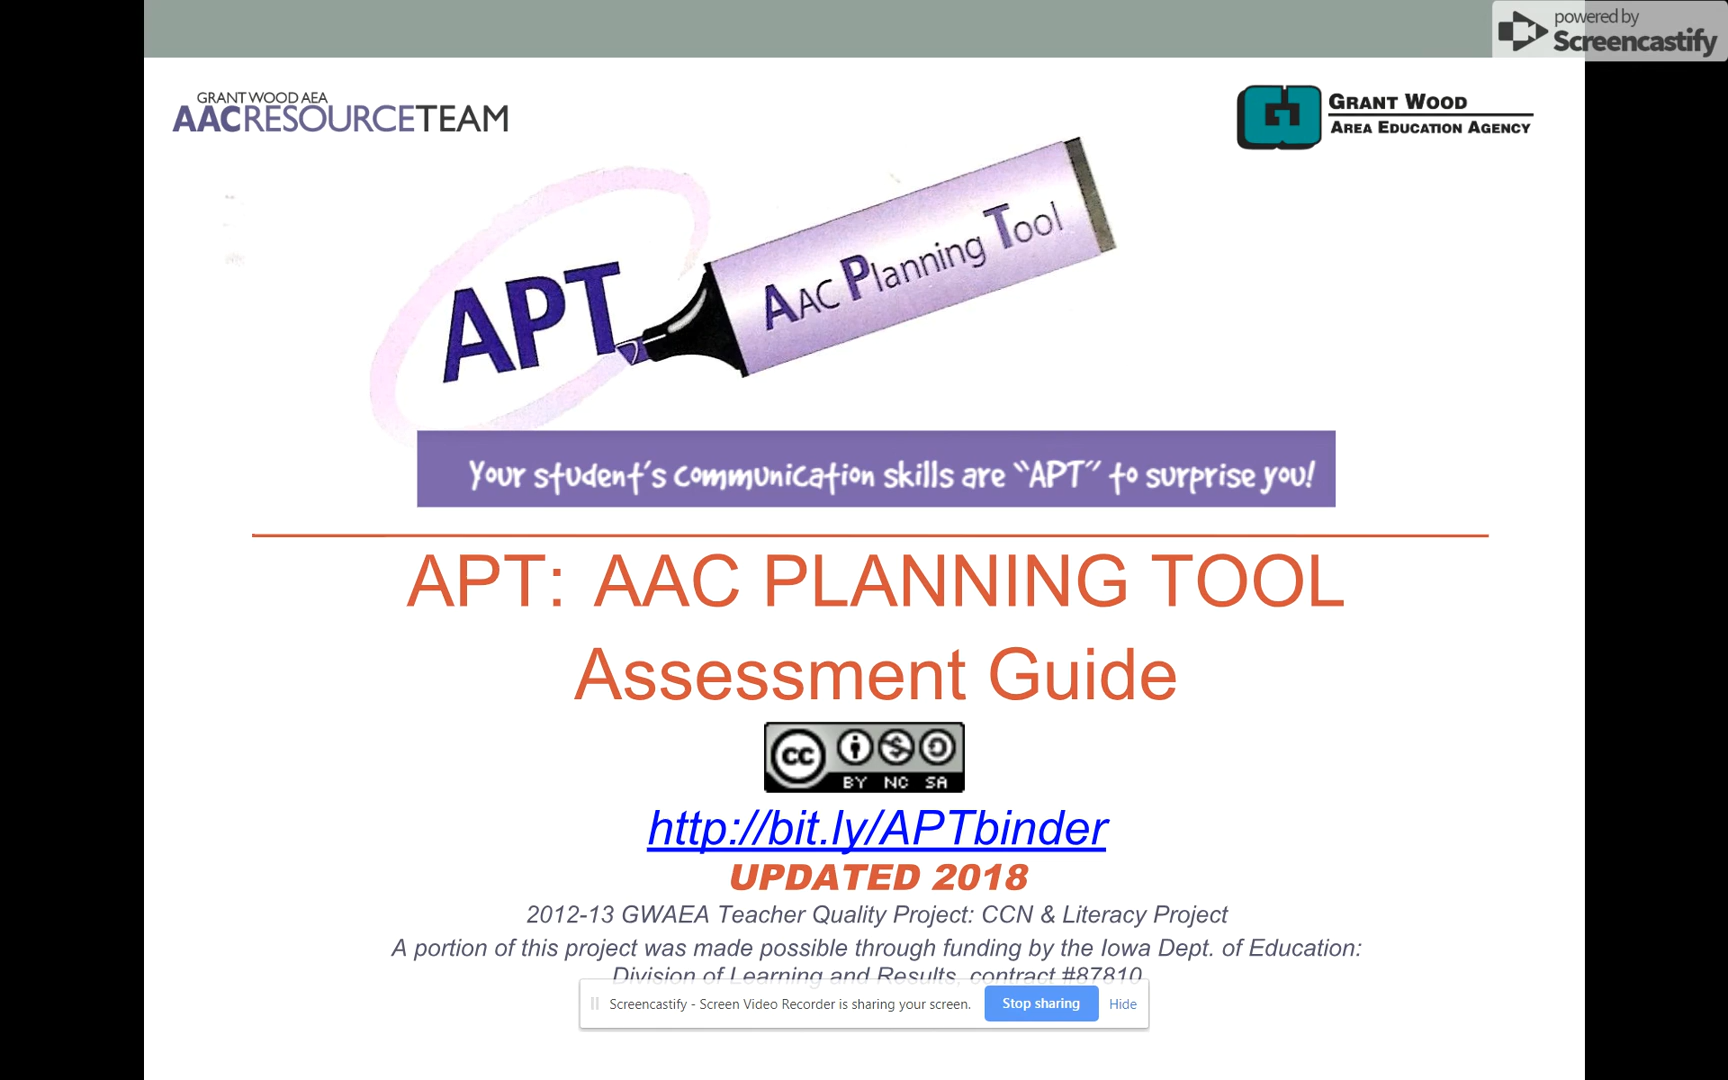 powered by
Screencastify
GRANT WOOD AEA
AACRESOURCETEAM
GRANT WOOD
AREA EDUCATION AGENCY
APT
AAC Planning Tool
Your student's communication skills are "APT" to surprise you!
APT: AAC PLANNING TOOL
Assessment Guide
cc
BY NC SA
http://bit.ly/APTbinder
UPDATED 2018
2012-13 GWAEA Teacher Quality Project: CCN & Literacy Project
A portion of this project was made possible through funding by the Iowa Dept. of Education:
Division of Learning and Results, contract #87810
Screencastify - Screen Video Recorder is sharing your screen. Stop sharing Hide